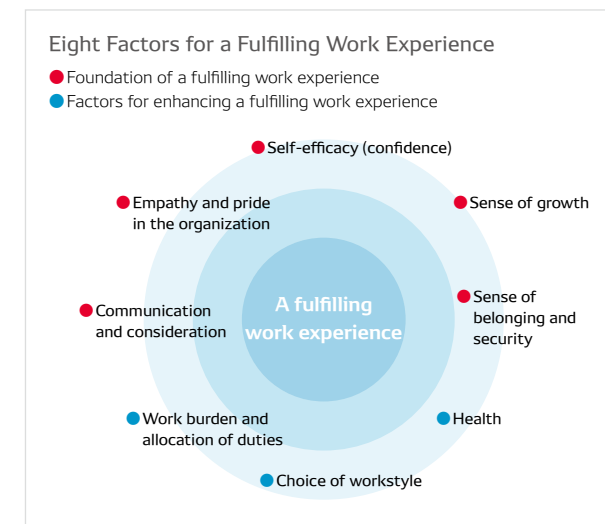 Eight Factors for a Fulfilling Work Experience
Foundation of a fulfilling work experience
Factors for enhancing a fulfilling work experience
Self-efficacy (confidence)
Empathy and pride
in the organization
Sense of growth
Communication
and consideration
A fulfilling
work experience
Sense of
belonging and
security
Work burden and
allocation of duties
Health
Choice of workstyle